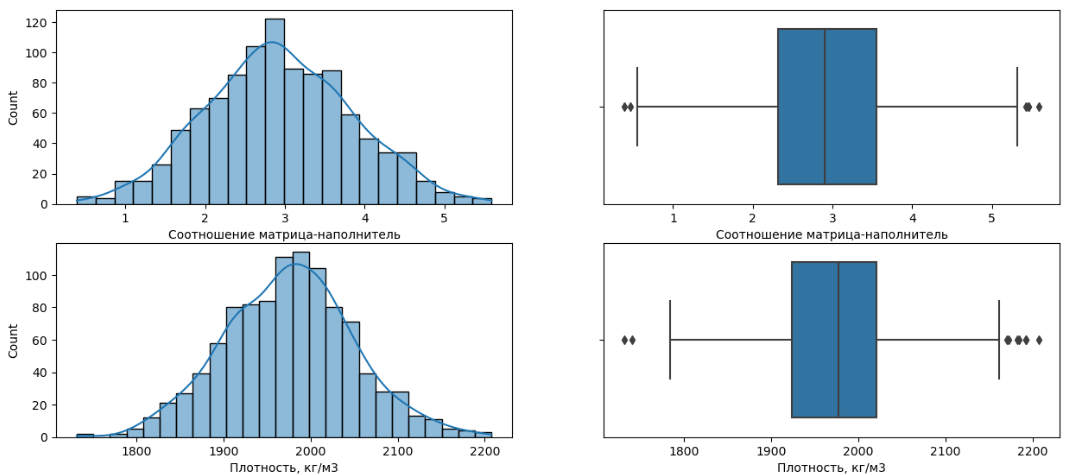 120
100
80
60
40
20
0
Count
1 2 3 4 5
Соотношение матрица-наполнитель
1 2 3 4 5
Соотношение матрица-наполнитель
100
80
60
40
20
0
Count
1800 1900 2000 2100 2200
Плотность, кг/м3
1800 1900 2000 2100 2200
Плотность, кг/м3